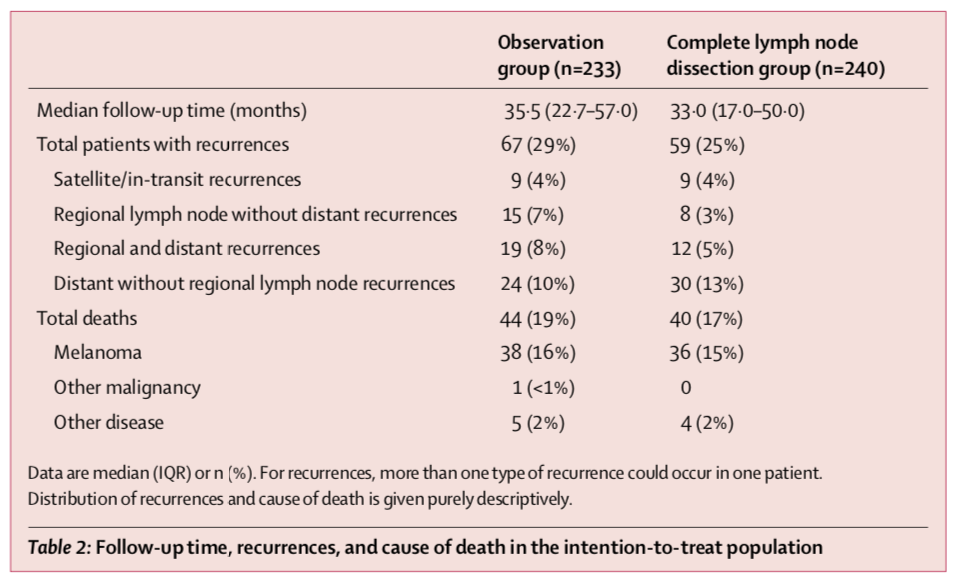 Observation group (n=233) Complete lymph node dissection group (n=240)
Median follow-up time (months) 35·5 (22·7–57·0) 33·0 (17·0–50·0)
Total patients with recurrences 67 (29%) 59 (25%)
Satellite/in-transit recurrences 9 (4%) 9 (4%)
Regional lymph node without distant recurrences 15 (7%) 8 (3%)
Regional and distant recurrences 19 (8%) 12 (5%)
Distant without regional lymph node recurrences 24 (10%) 30 (13%)
Total deaths 44 (19%) 40 (17%)
Melanoma 38 (16%) 36 (15%)
Other malignancy 1 (<1%) 0
Other disease 5 (2%) 4 (2%)
Data are median (IQR) or n (%). For recurrences, more than one type of recurrence could occur in one patient.
Distribution of recurrences and cause of death is given purely descriptively.
Table 2: Follow-up time, recurrences, and cause of death in the intention-to-treat population